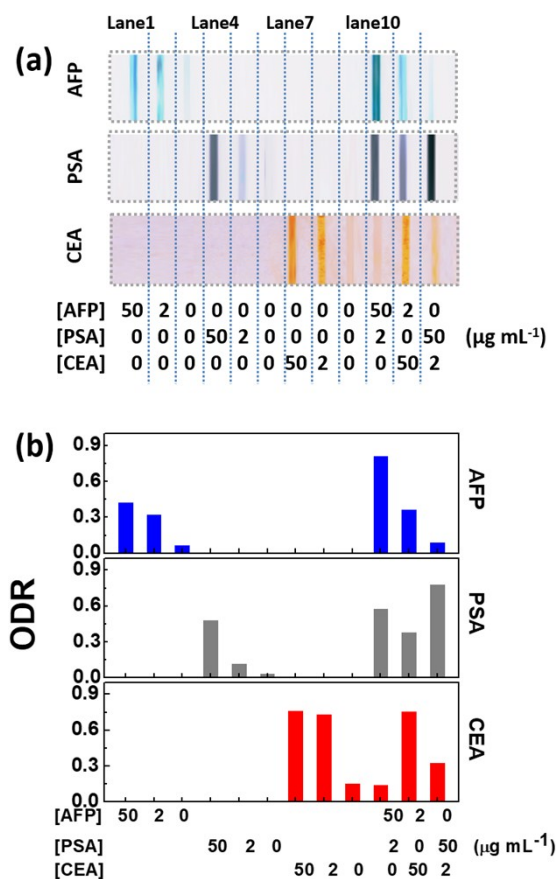 Lane1 Lane4 Lane7 lane10
(a)
AFP
PSA
CEA
[AFP] 50 2 0 0 0 0 0 0 0 50 2 0
[PSA] 0 0 0 50 2 0 0 0 0 2 0 50 (μg mL⁻¹)
[CEA] 0 0 0 0 0 0 50 2 0 0 50 2
(b)
0.9
0.6
0.3
0.0
AFP
0.9
0.6
0.3
0.0
PSA
ODR
0.9
0.6
0.3
0.0
CEA
[AFP] 50 2 0 50 2 0
[PSA] 50 2 0 2 0 50 (μg mL⁻¹)
[CEA] 50 2 0 0 50 2